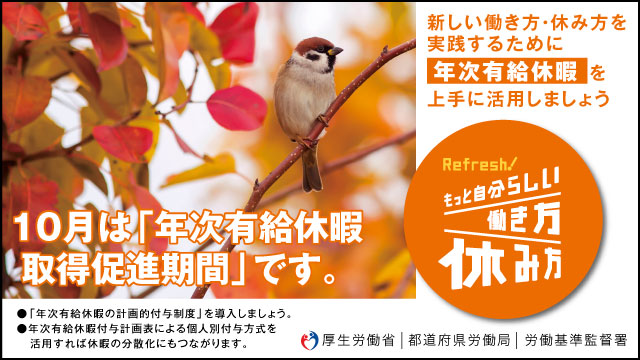 新しい働き方・休み方を
実践するために
年次有給休暇を
上手に活用しましょう
Refresh!
もっと自分らしい
働き方
休み方
10月は「年次有給休暇
取得促進期間」です。
●「年次有給休暇の計画的付与制度」を導入しましょう。
●年次有給休暇付与計画表による個人別付与方式を
活用すれば休暇の分散化にもつながります。
厚生労働省｜都道府県労働局｜労働基準監督署